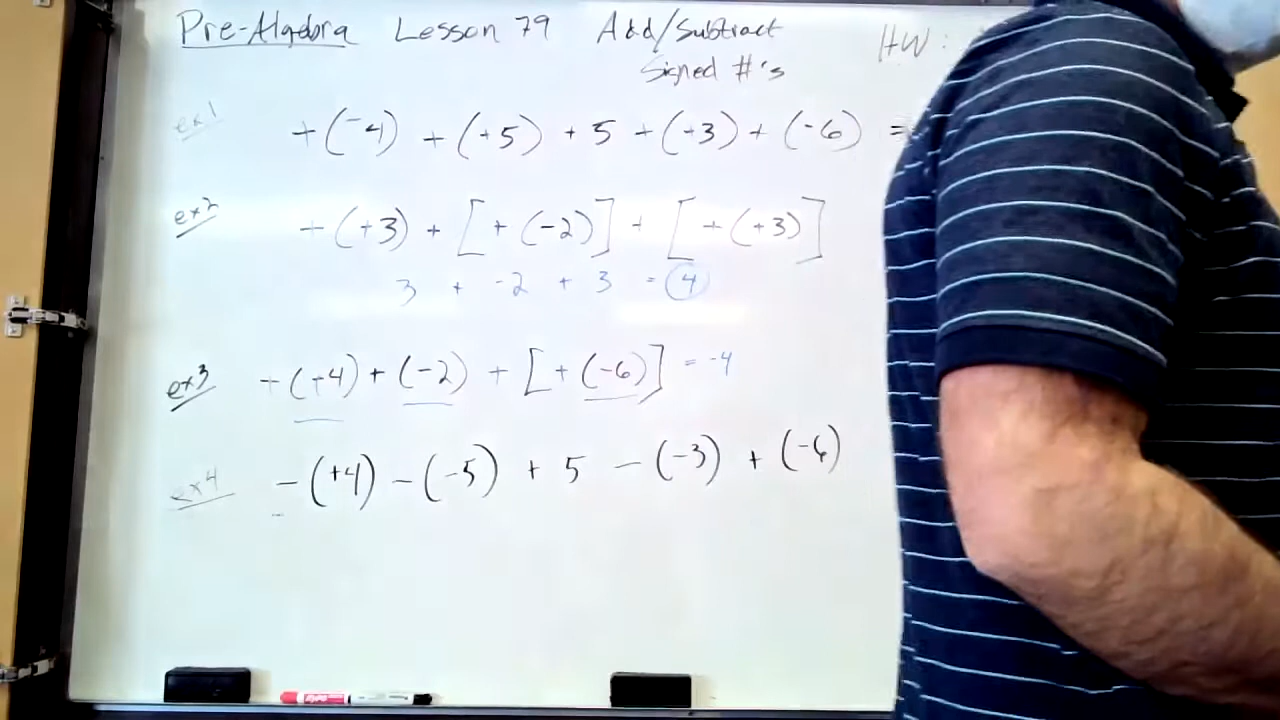 Pre-Algebra Lesson 79 Add/Subtract
Signed #'s
HW:
ex1 +(-4) + (+5) + 5 + (+3) + (-6) =
ex2 + (+3) + [+ (-2)] + [+ (+3)]
3 + -2 + 3 = 4
ex3 + (+4) + (-2) + [+ (-6)] = -4
ex4 - (+4) - (-5) + 5 - (-3) + (-6)
EXPO